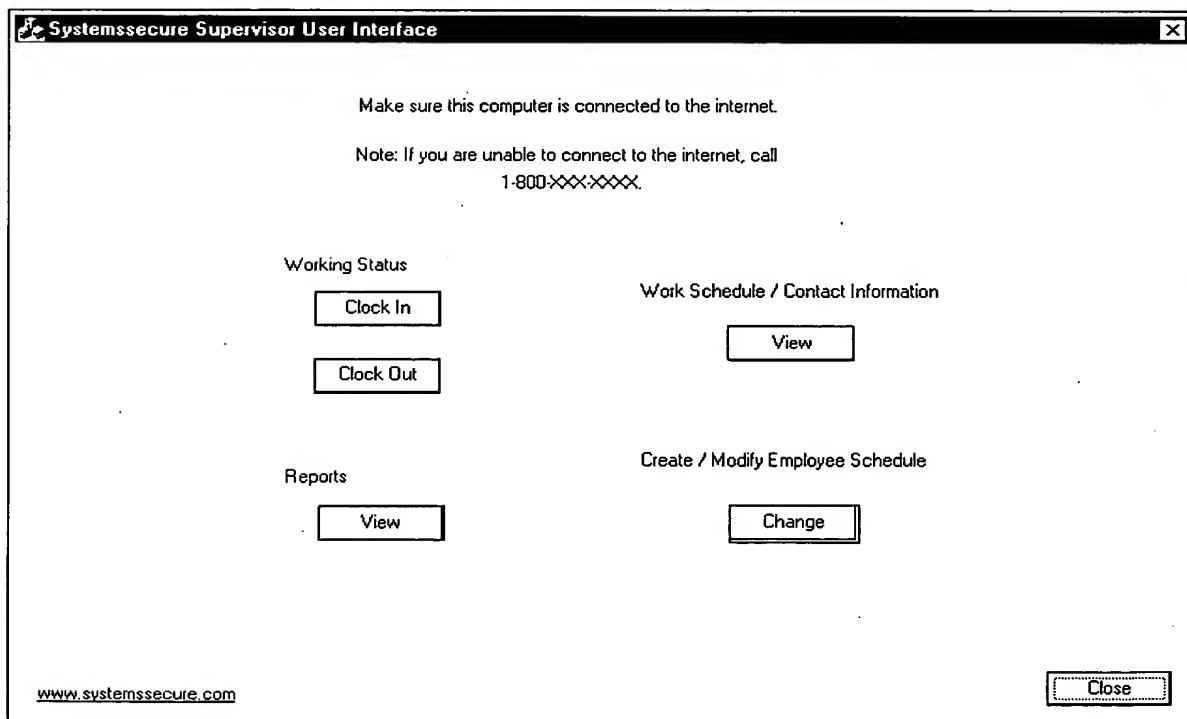 Systemssecure Supervisor User Interface
Make sure this computer is connected to the internet.
Note: If you are unable to connect to the internet, call
1-800-XXX-XXXX.
Working Status
Clock In
Clock Out
Work Schedule / Contact Information
View
Reports
View
Create / Modify Employee Schedule
Change
www.systemssecure.com
Close